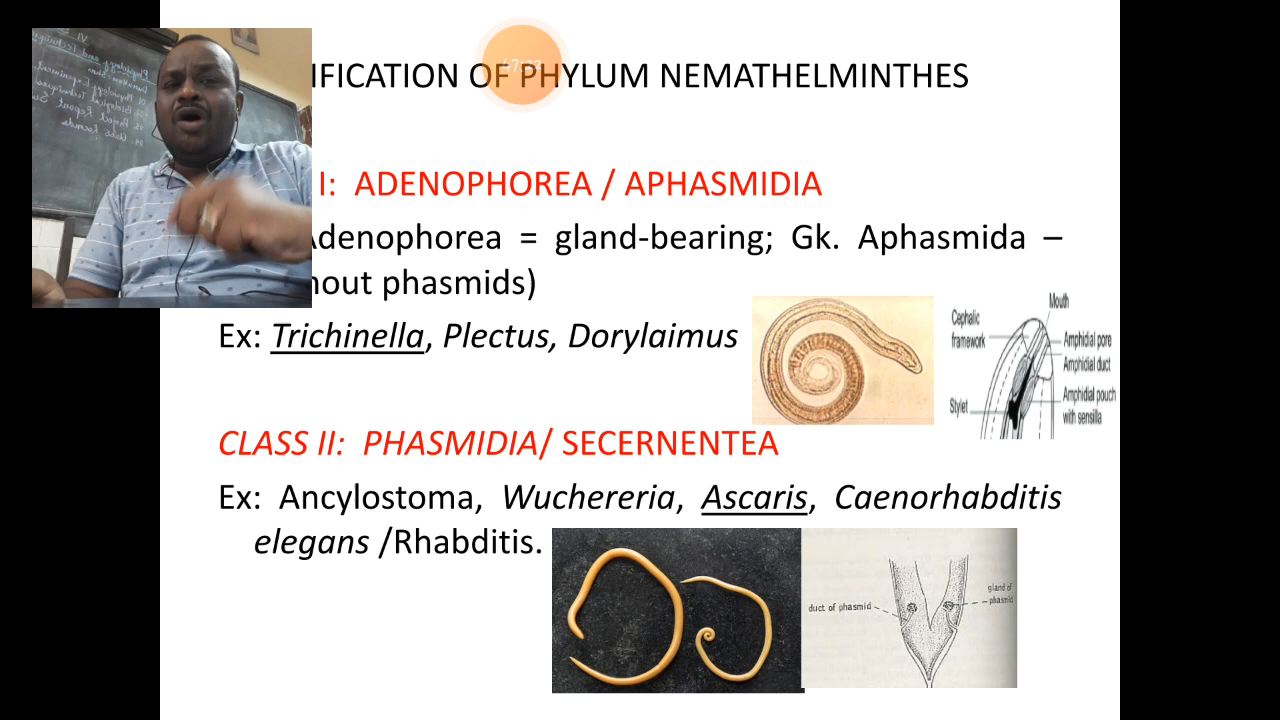 IFICATION OF PHYLUM NEMATHELMINTHES
I: ADENOPHOREA / APHASMIDIA
Adenophorea = gland-bearing; Gk. Aphasmida –
hout phasmids)
Ex: Trichinella, Plectus, Dorylaimus
Mouth
Cephalic
framework
Amphidial pore
Amphidial duct
Amphidial pouch
with sensilla
Stylet
CLASS II: PHASMIDIA/ SECERNENTEA
Ex: Ancylostoma, Wuchereria, Ascaris, Caenorhabditis
elegans /Rhabditis.
duct of phasmid
gland of
phasmid